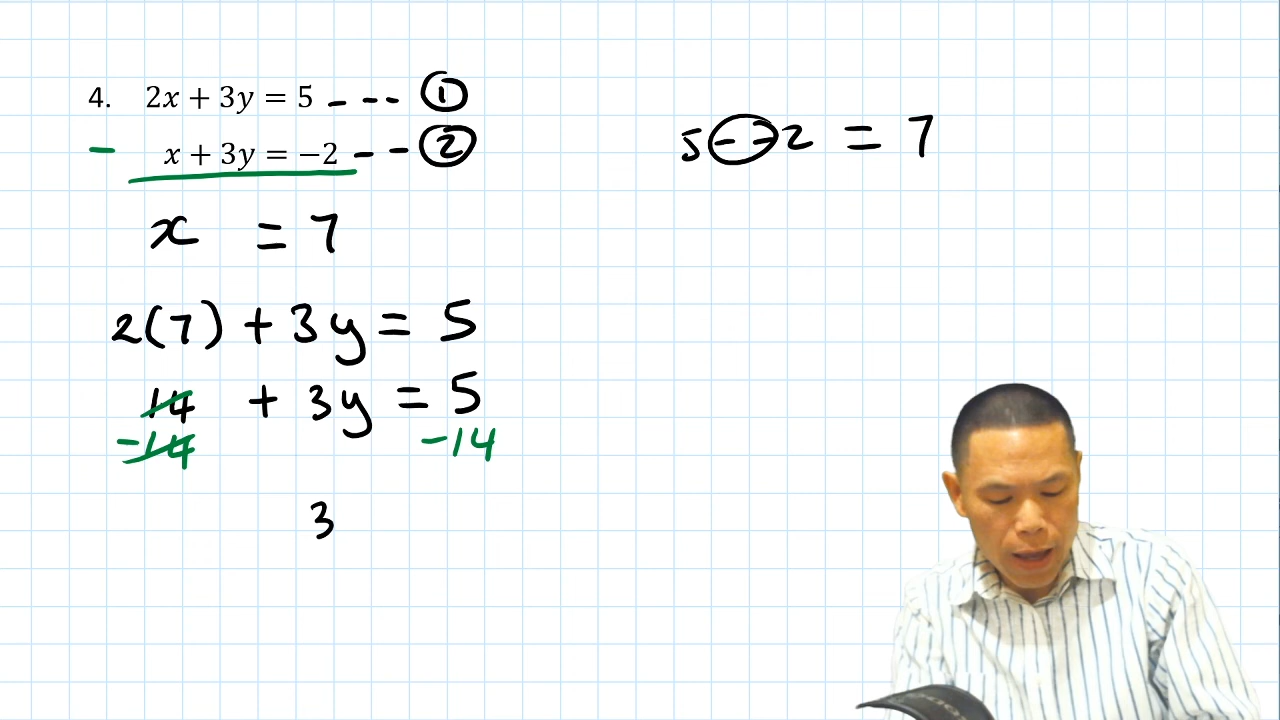 4. 2x + 3y = 5 - - - ①
- x + 3y = -2 - - ②
x = 7
2(7) + 3y = 5
14 + 3y = 5
-14 -14
3
5 - - 2 = 7